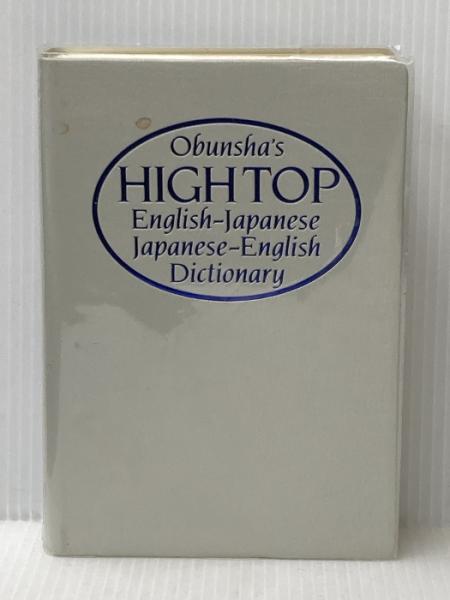 Obunsha's
HIGH TOP
English-Japanese
Japanese-English
Dictionary